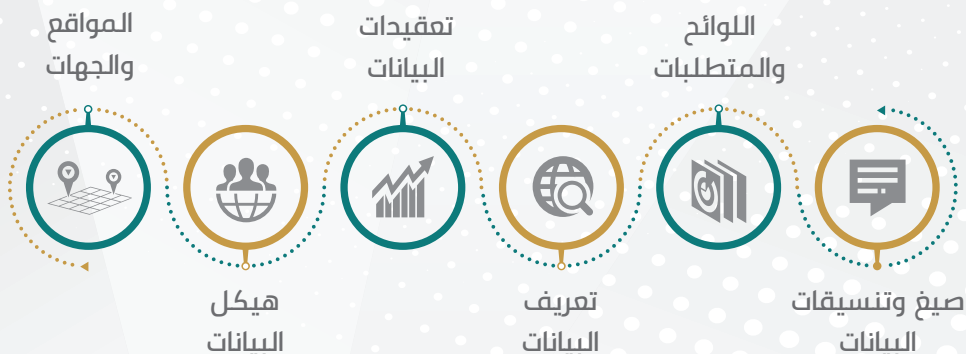 صيغ وتنسيقات
البيانات
اللوائح
والمتطلبات
تعريف
البيانات
تعقيدات
البيانات
هيكل
البيانات
المواقع
والجهات